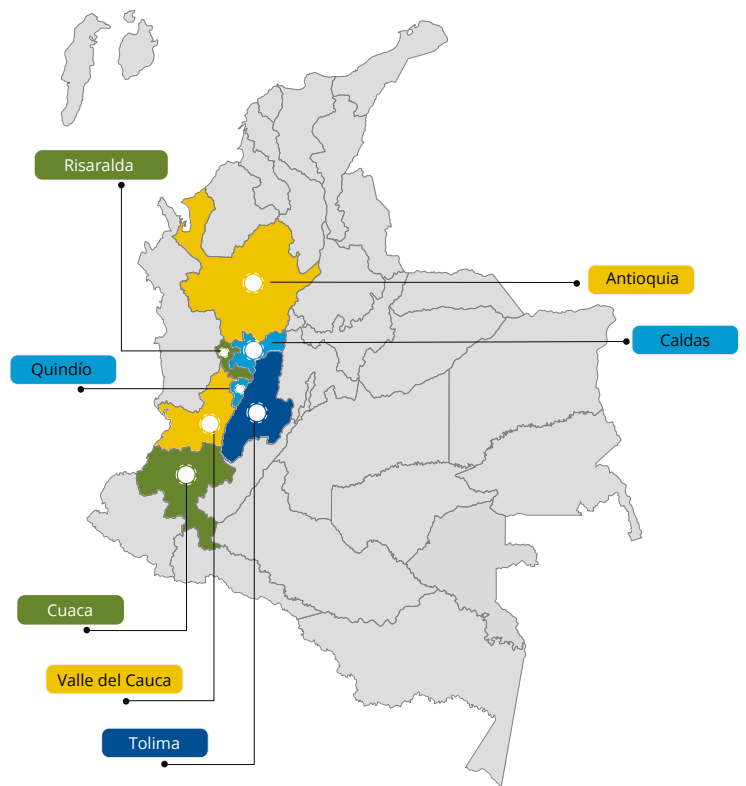 Risaralda
Antioquia
Caldas
Quindío
Cuaca
Valle del Cauca
Tolima